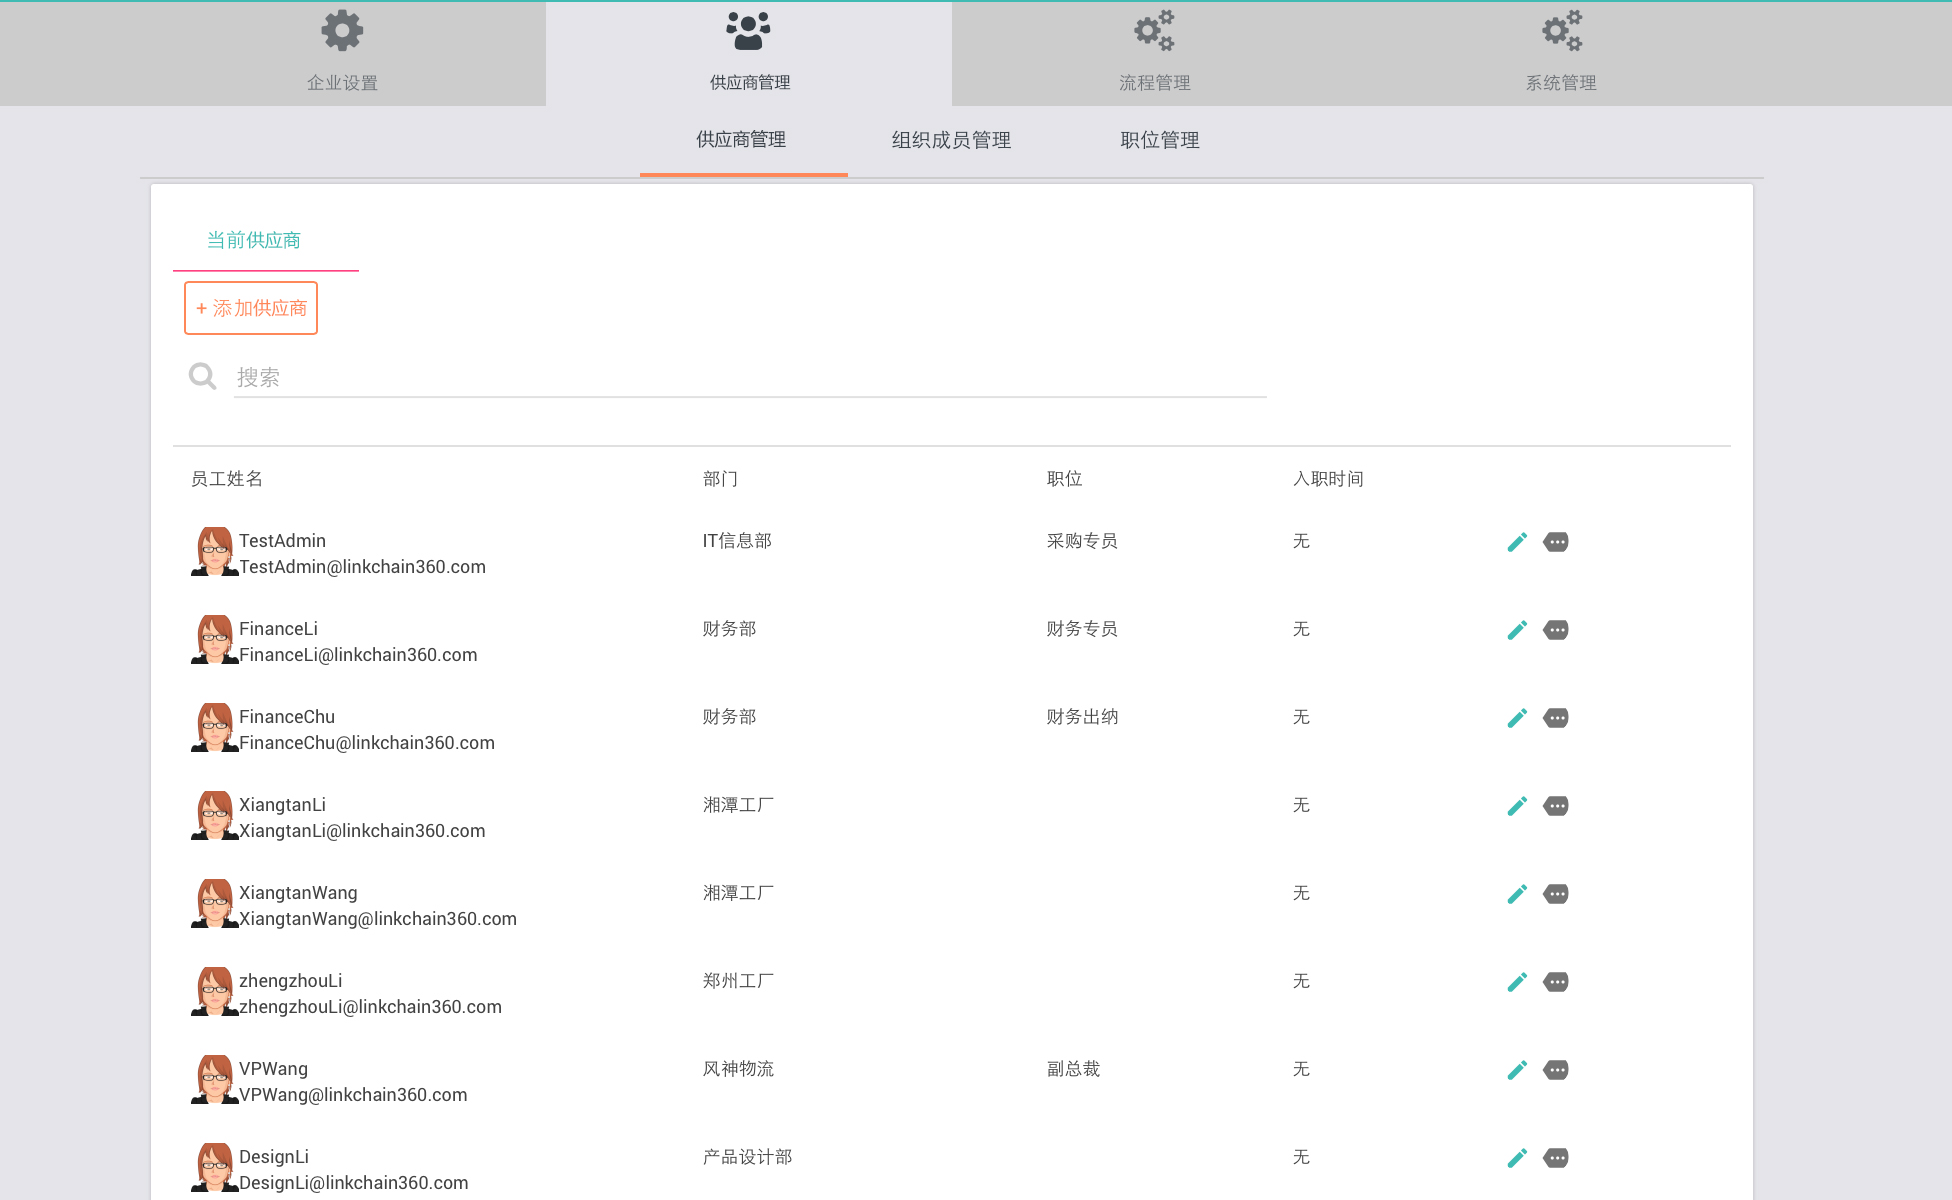 企业设置
供应商管理
流程管理
系统管理
供应商管理
组织成员管理
职位管理
当前供应商
+ 添加供应商
搜索
员工姓名 部门 职位 入职时间
TestAdmin IT信息部 采购专员 无
TestAdmin@linkchain360.com
FinanceLi 财务部 财务专员 无
FinanceLi@linkchain360.com
FinanceChu 财务部 财务出纳 无
FinanceChu@linkchain360.com
XiangtanLi 湘潭工厂 无
XiangtanLi@linkchain360.com
XiangtanWang 湘潭工厂 无
XiangtanWang@linkchain360.com
zhengzhouLi 郑州工厂 无
zhengzhouLi@linkchain360.com
VPWang 风神物流 副总裁 无
VPWang@linkchain360.com
DesignLi 产品设计部 无
DesignLi@linkchain360.com